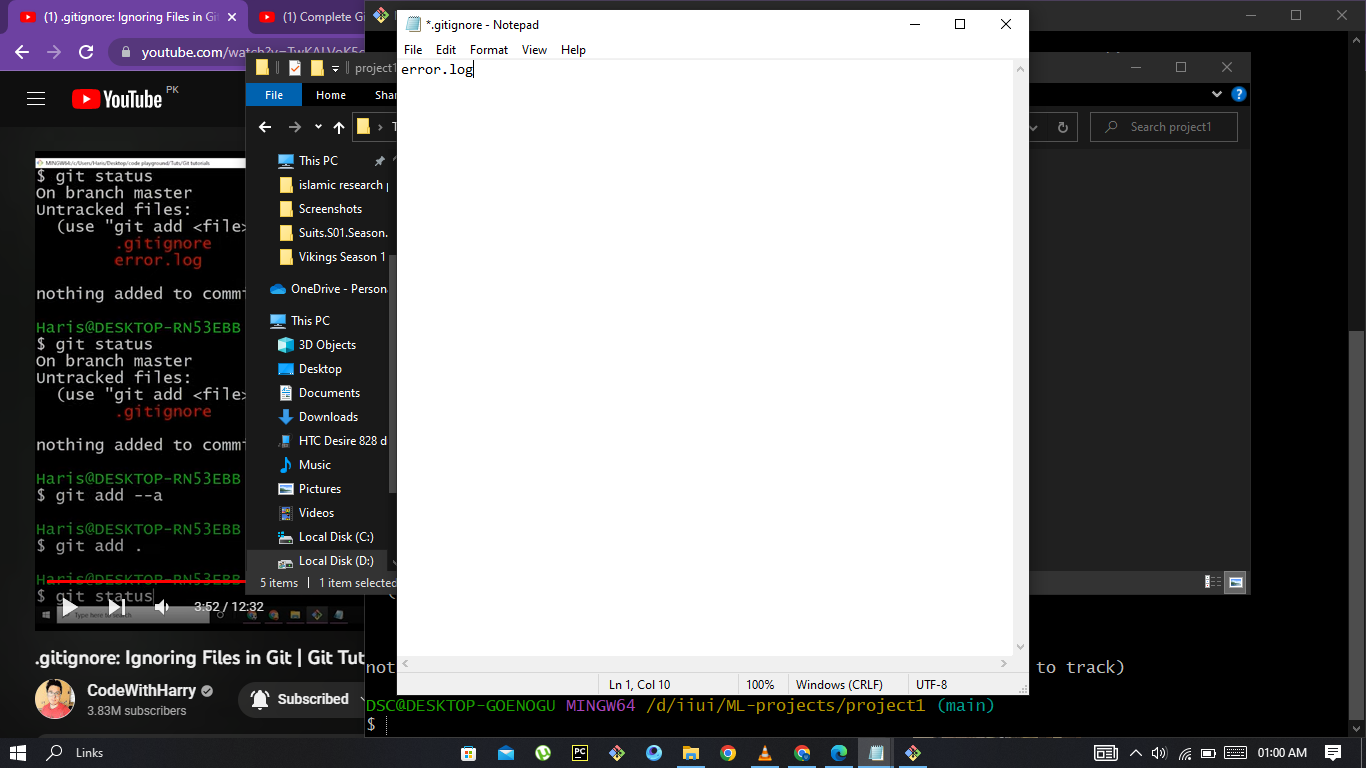 (1) .gitignore: Ignoring Files in Gi
(1) Complete Gi
youtube.com/watch?v=
YouTube PK
MINGW64:/c/Users/Haris/Desktop/code playground/Tuts/Git tutorials
$ git status
On branch master
Untracked files:
(use "git add <file>
.gitignore
error.log
nothing added to commi
Haris@DESKTOP-RN53EBB
$ git status
On branch master
Untracked files:
(use "git add <file>
.gitignore
nothing added to commi
Haris@DESKTOP-RN53EBB
$ git add --a
Haris@DESKTOP-RN53EBB
$ git add .
Haris@DESKTOP-RN53EBB
$ git status
Type here to search
3:52 / 12:32
.gitignore: Ignoring Files in Git | Git Tut
CodeWithHarry
3.83M subscribers
Subscribed
project1
File Home Shar
Search project1
This PC
islamic research
Screenshots
Suits.S01.Season.
Vikings Season 1
OneDrive - Person
This PC
3D Objects
Desktop
Documents
Downloads
HTC Desire 828 d
Music
Pictures
Videos
Local Disk (C:)
Local Disk (D:)
5 items 1 item selected
*.gitignore - Notepad
File Edit Format View Help
error.log
Ln 1, Col 10 100% Windows (CRLF) UTF-8
not
to track)
DSC@DESKTOP-GOENOGU MINGW64 /d/iiui/ML-projects/project1 (main)
$
Links
PC
01:00 AM